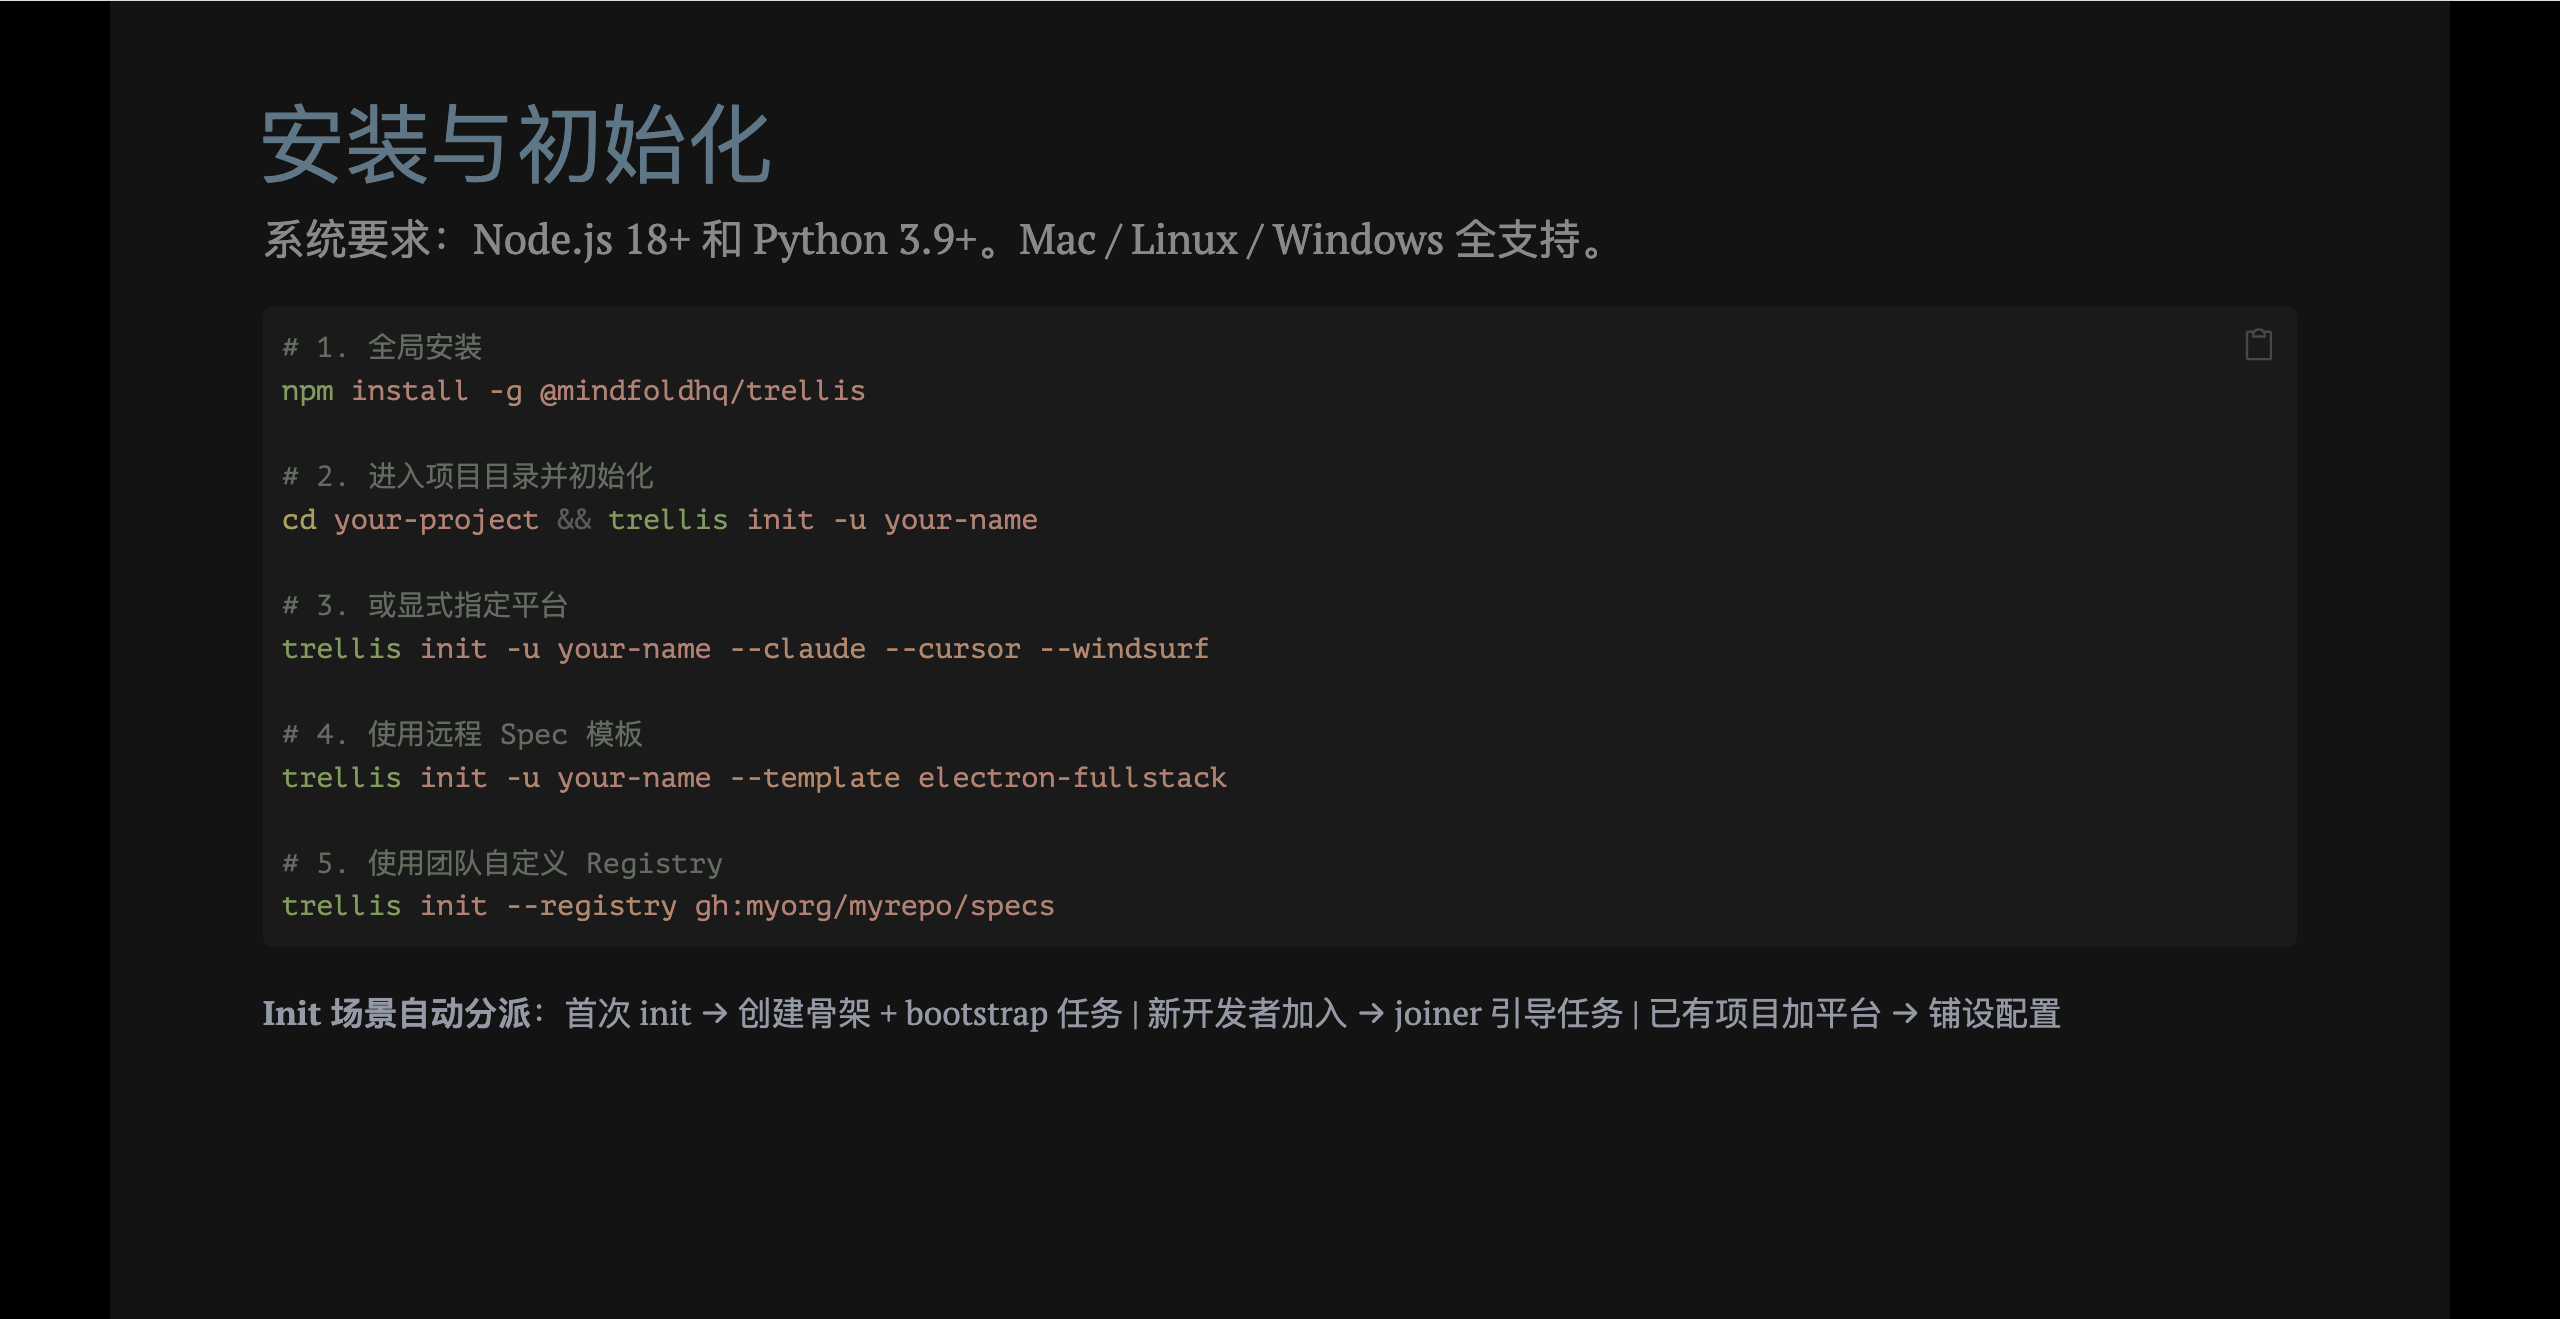 安装与初始化
系统要求：Node.js 18+ 和 Python 3.9+。Mac / Linux / Windows 全支持。
# 1. 全局安装
npm install -g @mindfoldhq/trellis
# 2. 进入项目目录并初始化
cd your-project && trellis init -u your-name
# 3. 或显式指定平台
trellis init -u your-name --claude --cursor --windsurf
# 4. 使用远程 Spec 模板
trellis init -u your-name --template electron-fullstack
# 5. 使用团队自定义 Registry
trellis init --registry gh:myorg/myrepo/specs
Init 场景自动分派：首次 init → 创建骨架 + bootstrap 任务 | 新开发者加入 → joiner 引导任务 | 已有项目加平台 → 铺设配置